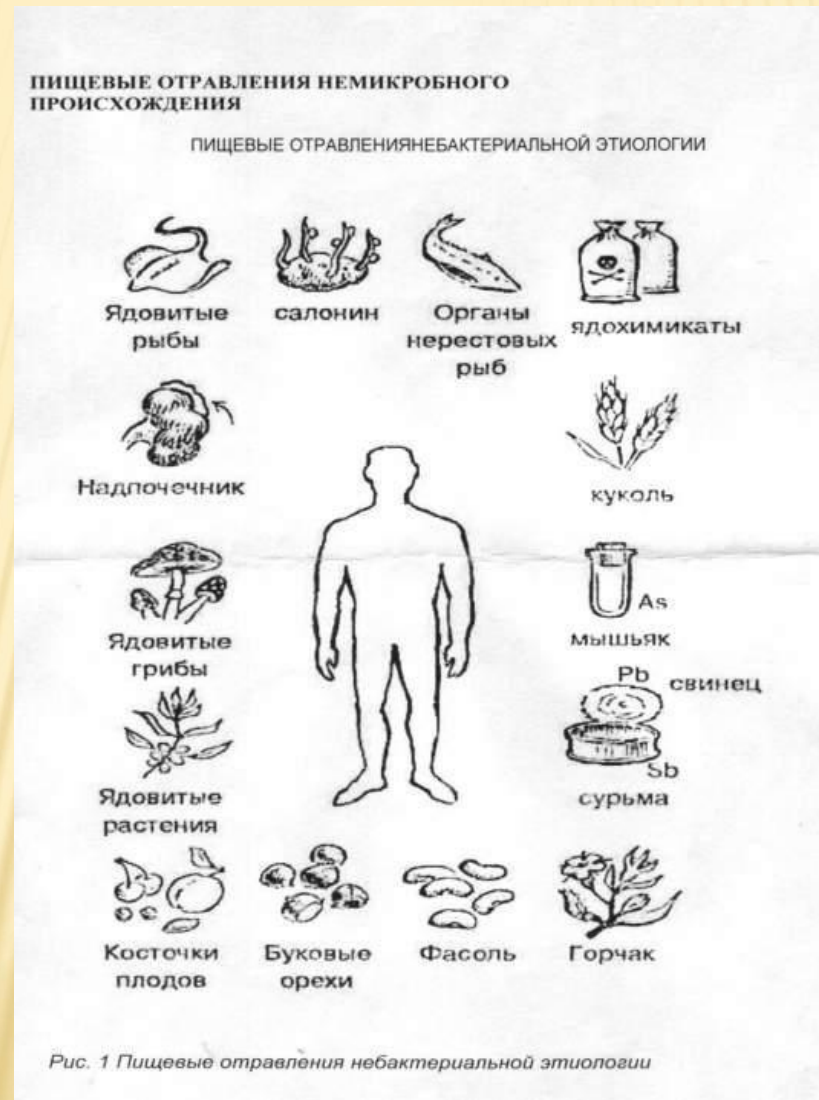 ПИЩЕВЫЕ ОТРАВЛЕНИЯ НЕМИКРОБНОГО
ПРОИСХОЖДЕНИЯ
ПИЩЕВЫЕ ОТРАВЛЕНИЯНЕБАКТЕРИАЛЬНОЙ ЭТИОЛОГИИ
Ядовитые
рыбы
салонин
Органы
нерестовых
рыб
ядохимикаты
Надпочечник
куколь
Ядовитые
грибы
As
мышьяк
Pb
свинец
Sb
сурьма
Ядовитые
растения
Косточки
плодов
Буковые
орехи
Фасоль
Горчак
Рис. 1 Пищевые отравления небактериальной этиологии